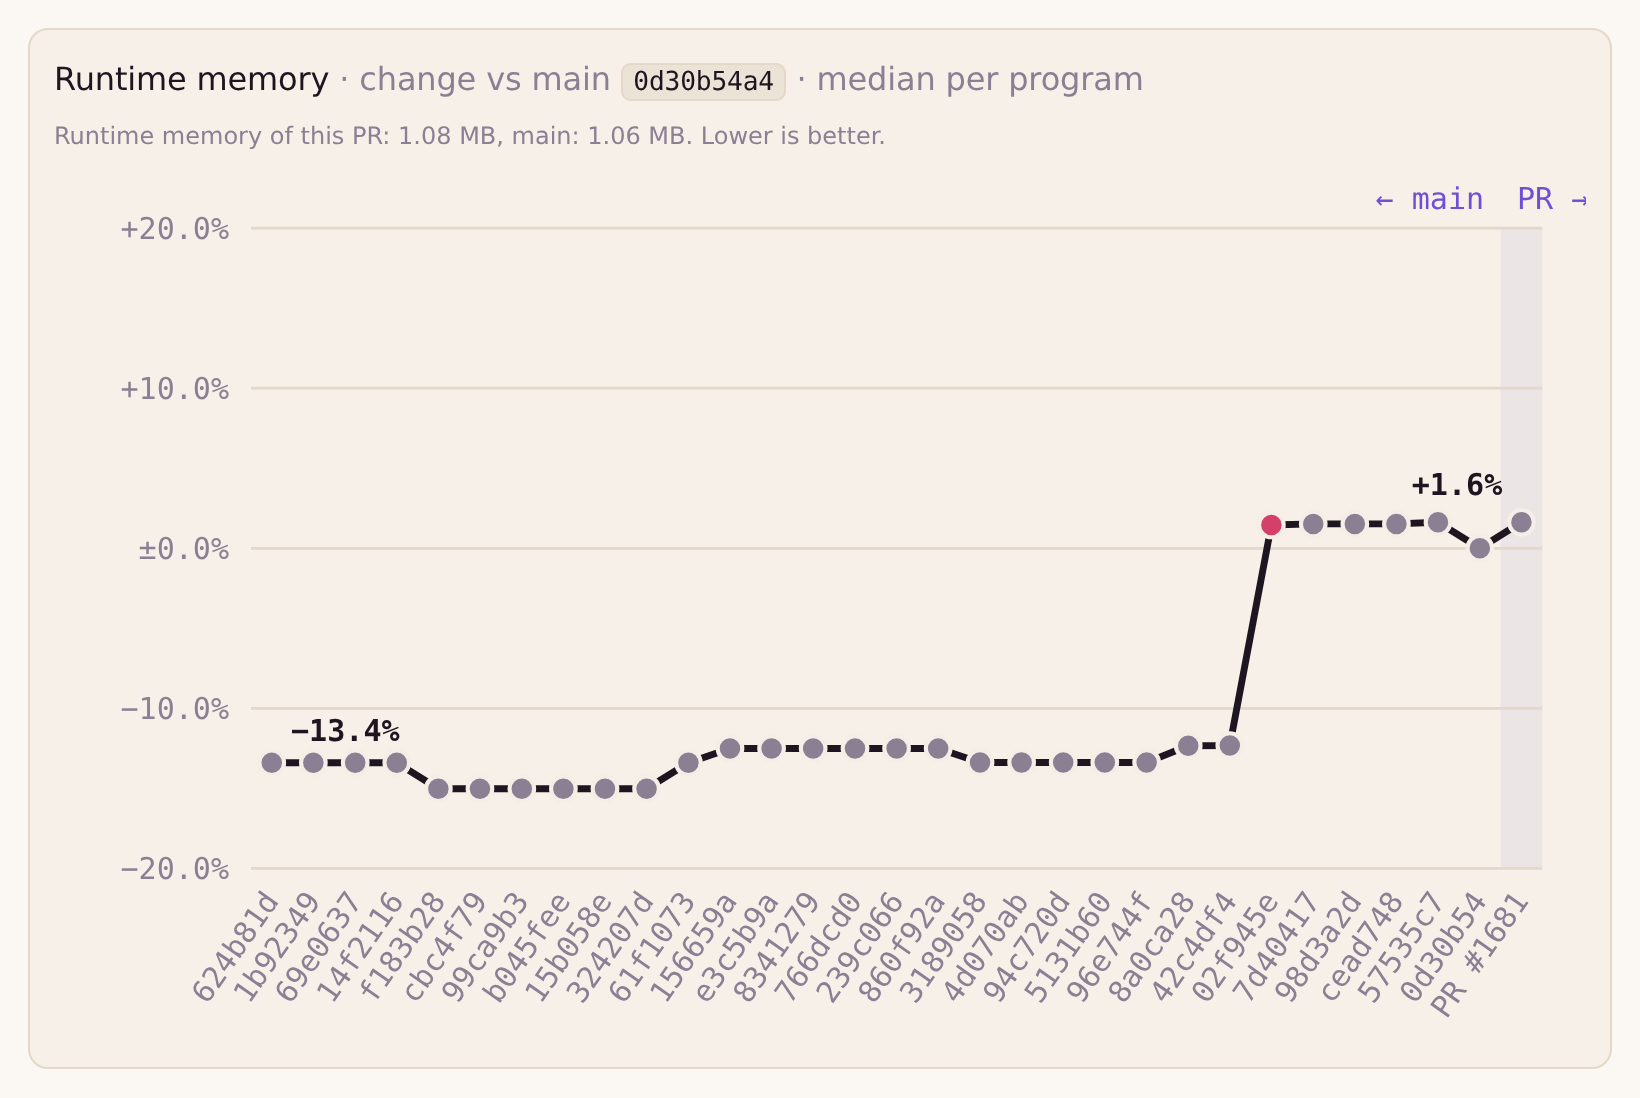 Runtime memory · change vs main 0d30b54a4 · median per program
Runtime memory of this PR: 1.08 MB, main: 1.06 MB. Lower is better.
← main PR →
+20.0%
+10.0%
+1.6%
±0.0%
−10.0%
−13.4%
−20.0%
624b81d
1b92349
69e0637
14f2116
f183b28
cbc4f79
99ca9b3
b045fee
15b058e
324207d
61f1073
156659a
e3c5b9a
8341279
766dcd0
239c066
860f92a
3189058
4d070ab
94c720d
5131b60
96e744f
8a0ca28
42c4df4
02f945e
7d40417
98d3a2d
cead748
57535c7
0d30b54
PR #1681